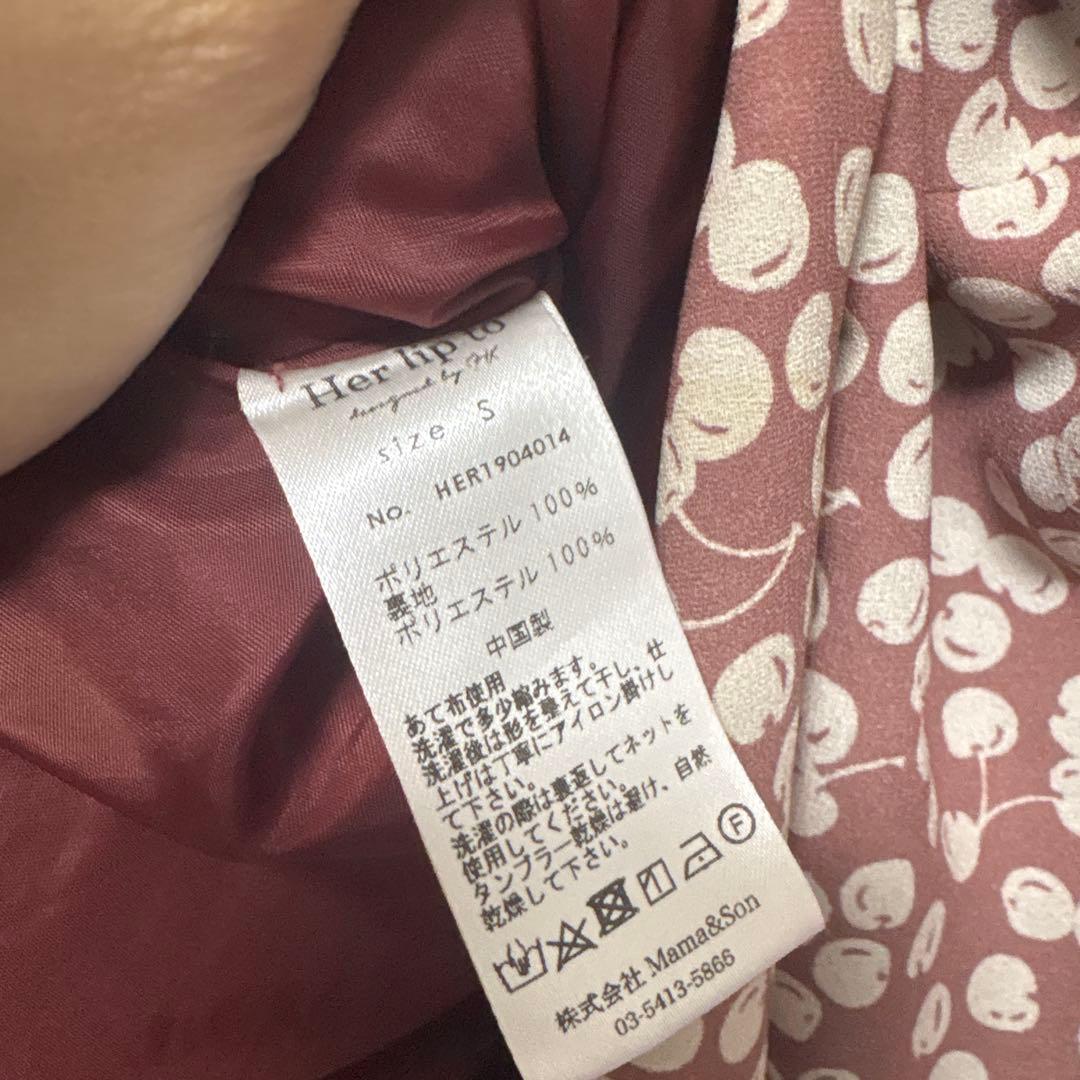 Her lip to
designed by HK
size S
No. HER1904014
ポリエステル 100%
裏地
ポリエステル 100%
中国製
あて布使用
洗濯で多少縮みます。
洗濯後は形を整えて干し、仕
上げは丁寧にアイロン掛けし
て下さい。
洗濯の際は裏返してネットを
使用してください。
タンブラー乾燥は避け、自然
乾燥して下さい。
F
株式会社 Mama&Son
03-5413-5866